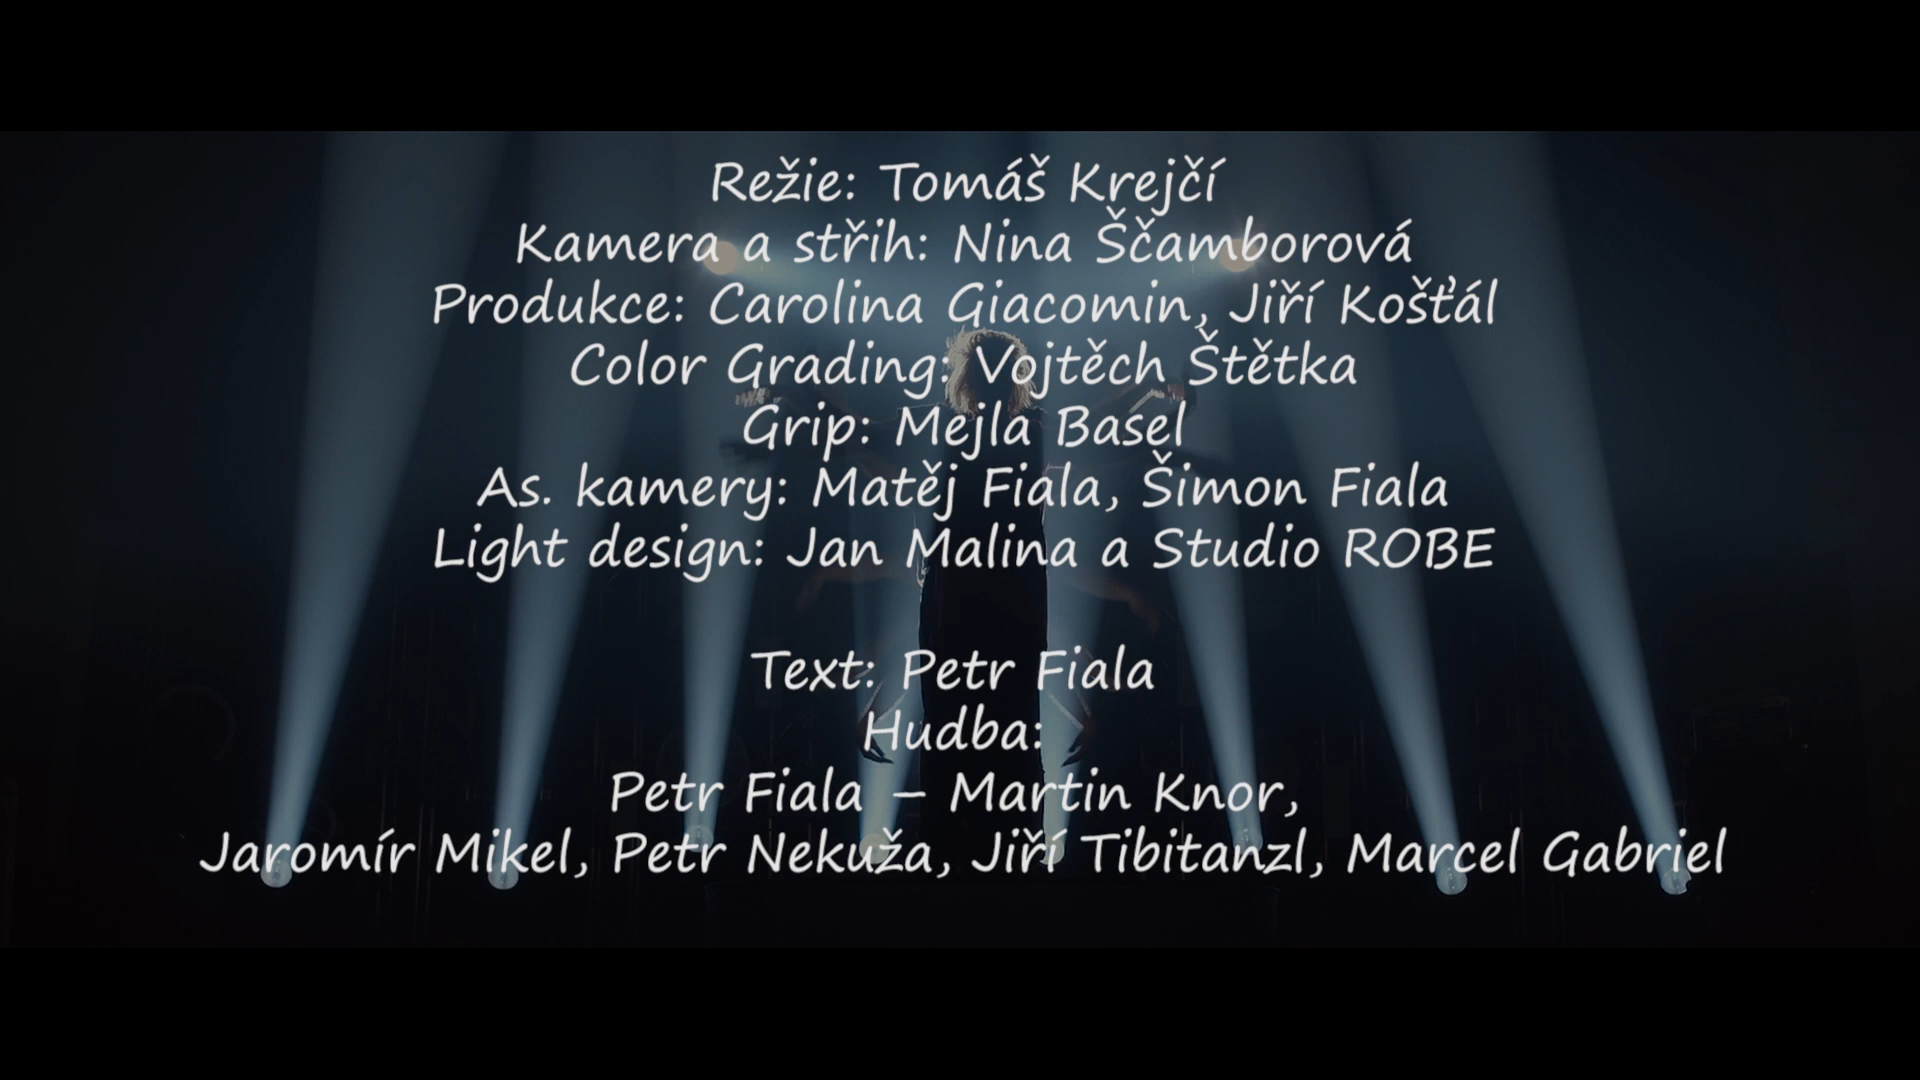 Režie: Tomáš Krejčí
Kamera a střih: Nina Ščamborová
Produkce: Carolina Giacomin, Jiří Košťál
Color Grading: Vojtěch Štětka
Grip: Mejla Basel
As. kamery: Matěj Fiala, Šimon Fiala
Light design: Jan Malina a Studio ROBE
Text: Petr Fiala
Hudba:
Petr Fiala – Martin Knor,
Jaromír Mikel, Petr Nekuža, Jiří Tibitanzl, Marcel Gabriel